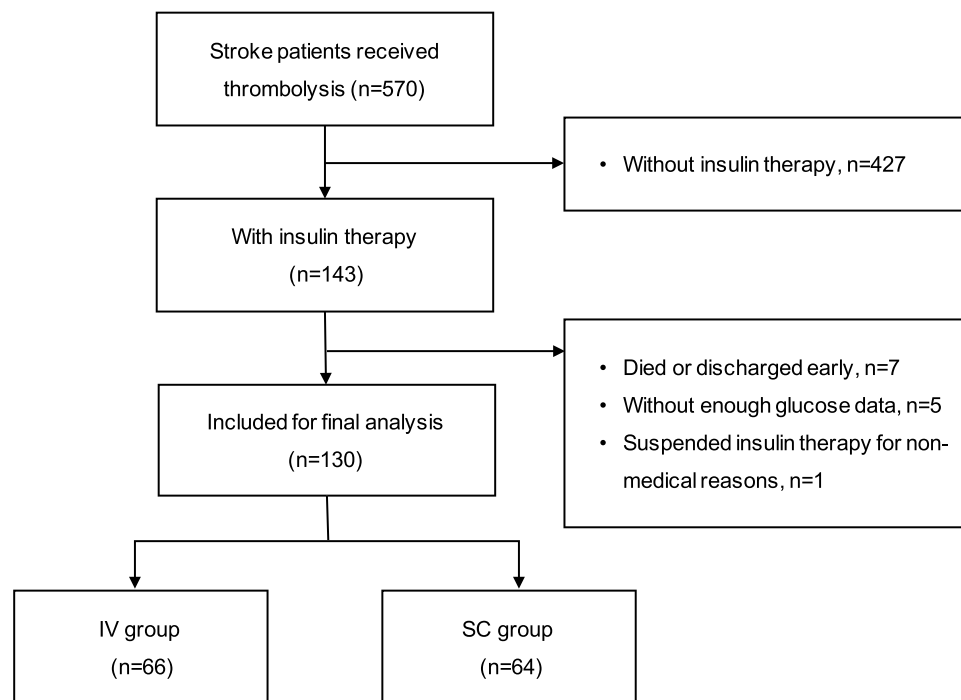 Stroke patients received
thrombolysis (n=570)
• Without insulin therapy, n=427
With insulin therapy
(n=143)
• Died or discharged early, n=7
• Without enough glucose data, n=5
• Suspended insulin therapy for non-
medical reasons, n=1
Included for final analysis
(n=130)
IV group
(n=66)
SC group
(n=64)